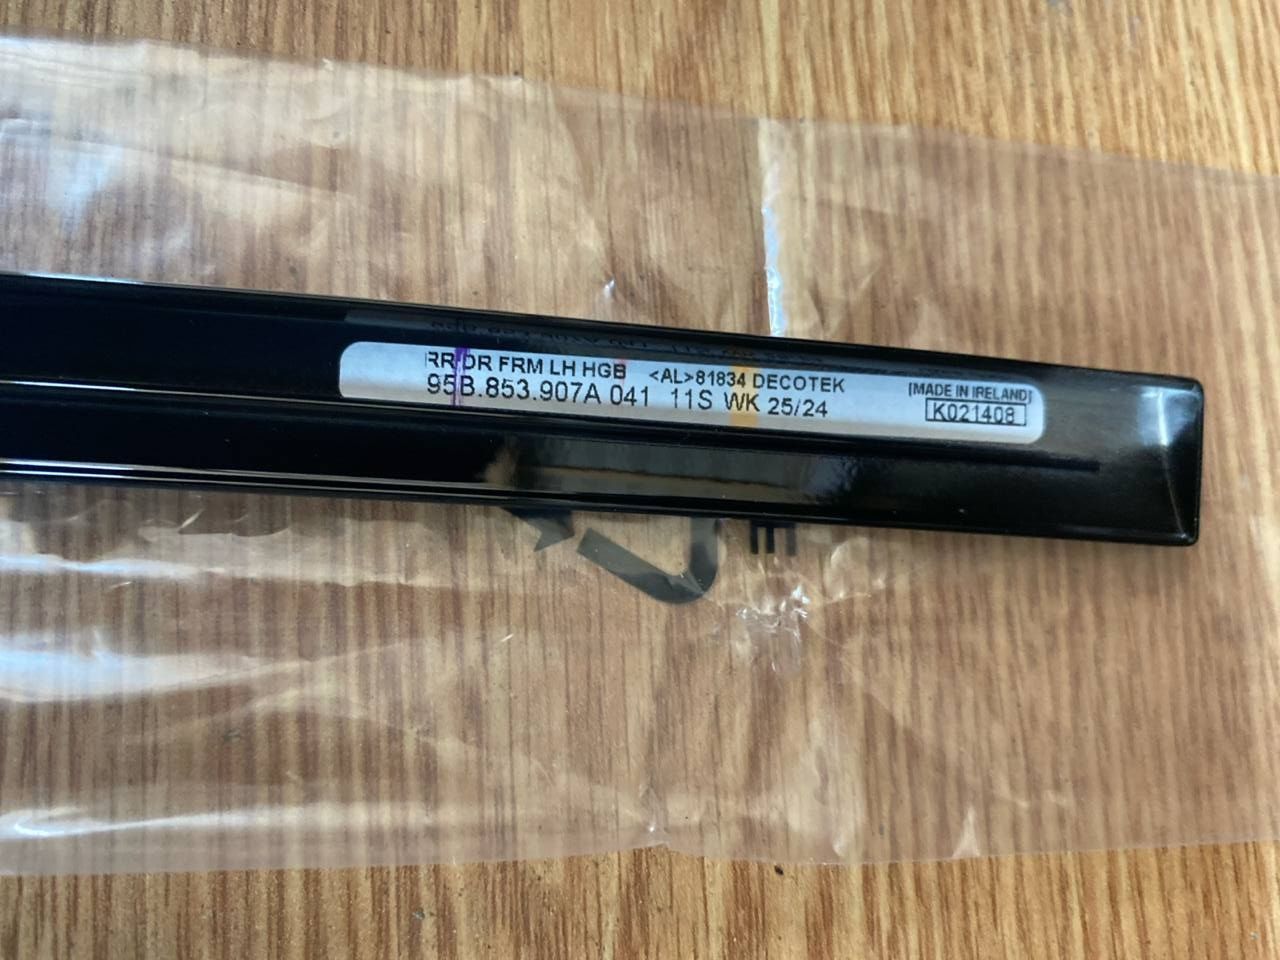 RR DR FRM LH HGB <AL>81834 DECOTEK
95B.853.907A 041 11S WK 25/24
[MADE IN IRELAND]
K021408